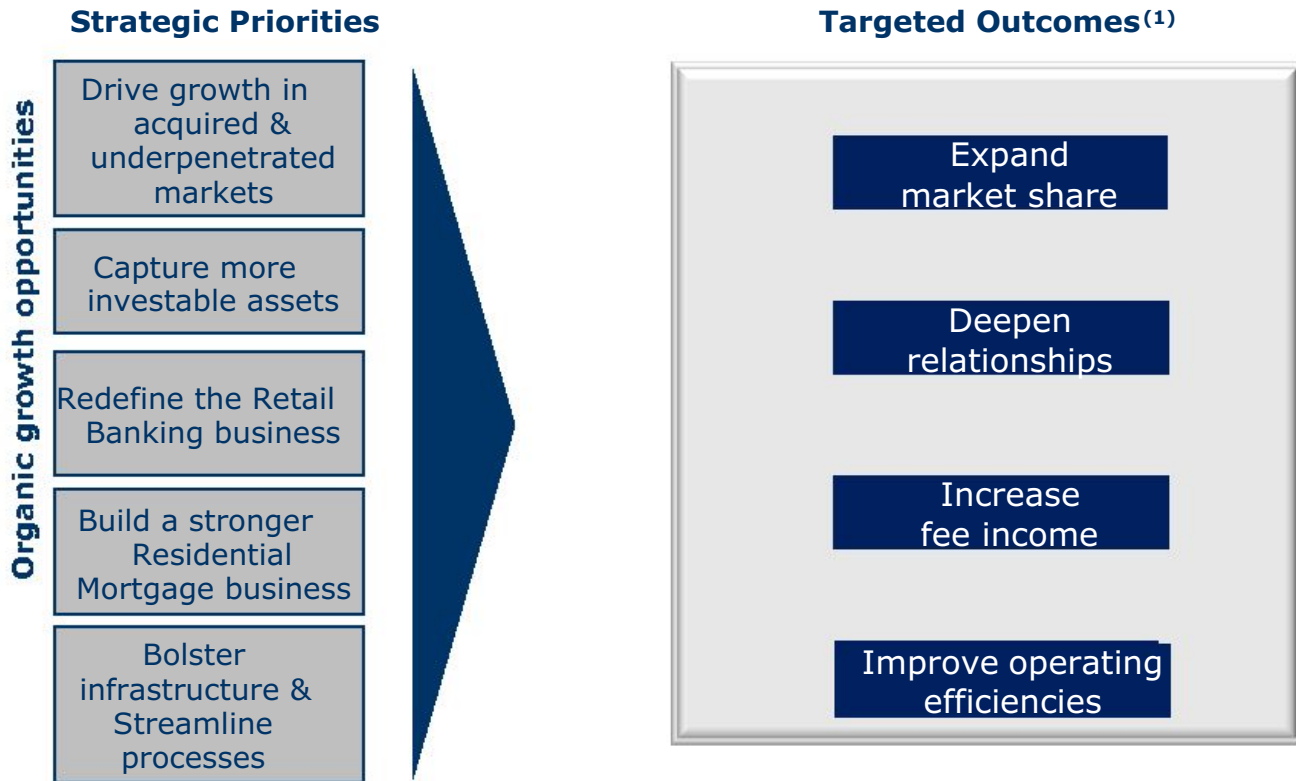 Strategic Priorities
Targeted Outcomes(1)
Organic growth opportunities
Drive growth in
acquired &
underpenetrated
markets
Capture more
investable assets
Redefine the Retail
Banking business
Build a stronger
Residential
Mortgage business
Bolster
infrastructure &
Streamline
processes
Expand
market share
Deepen
relationships
Increase
fee income
Improve operating
efficiencies